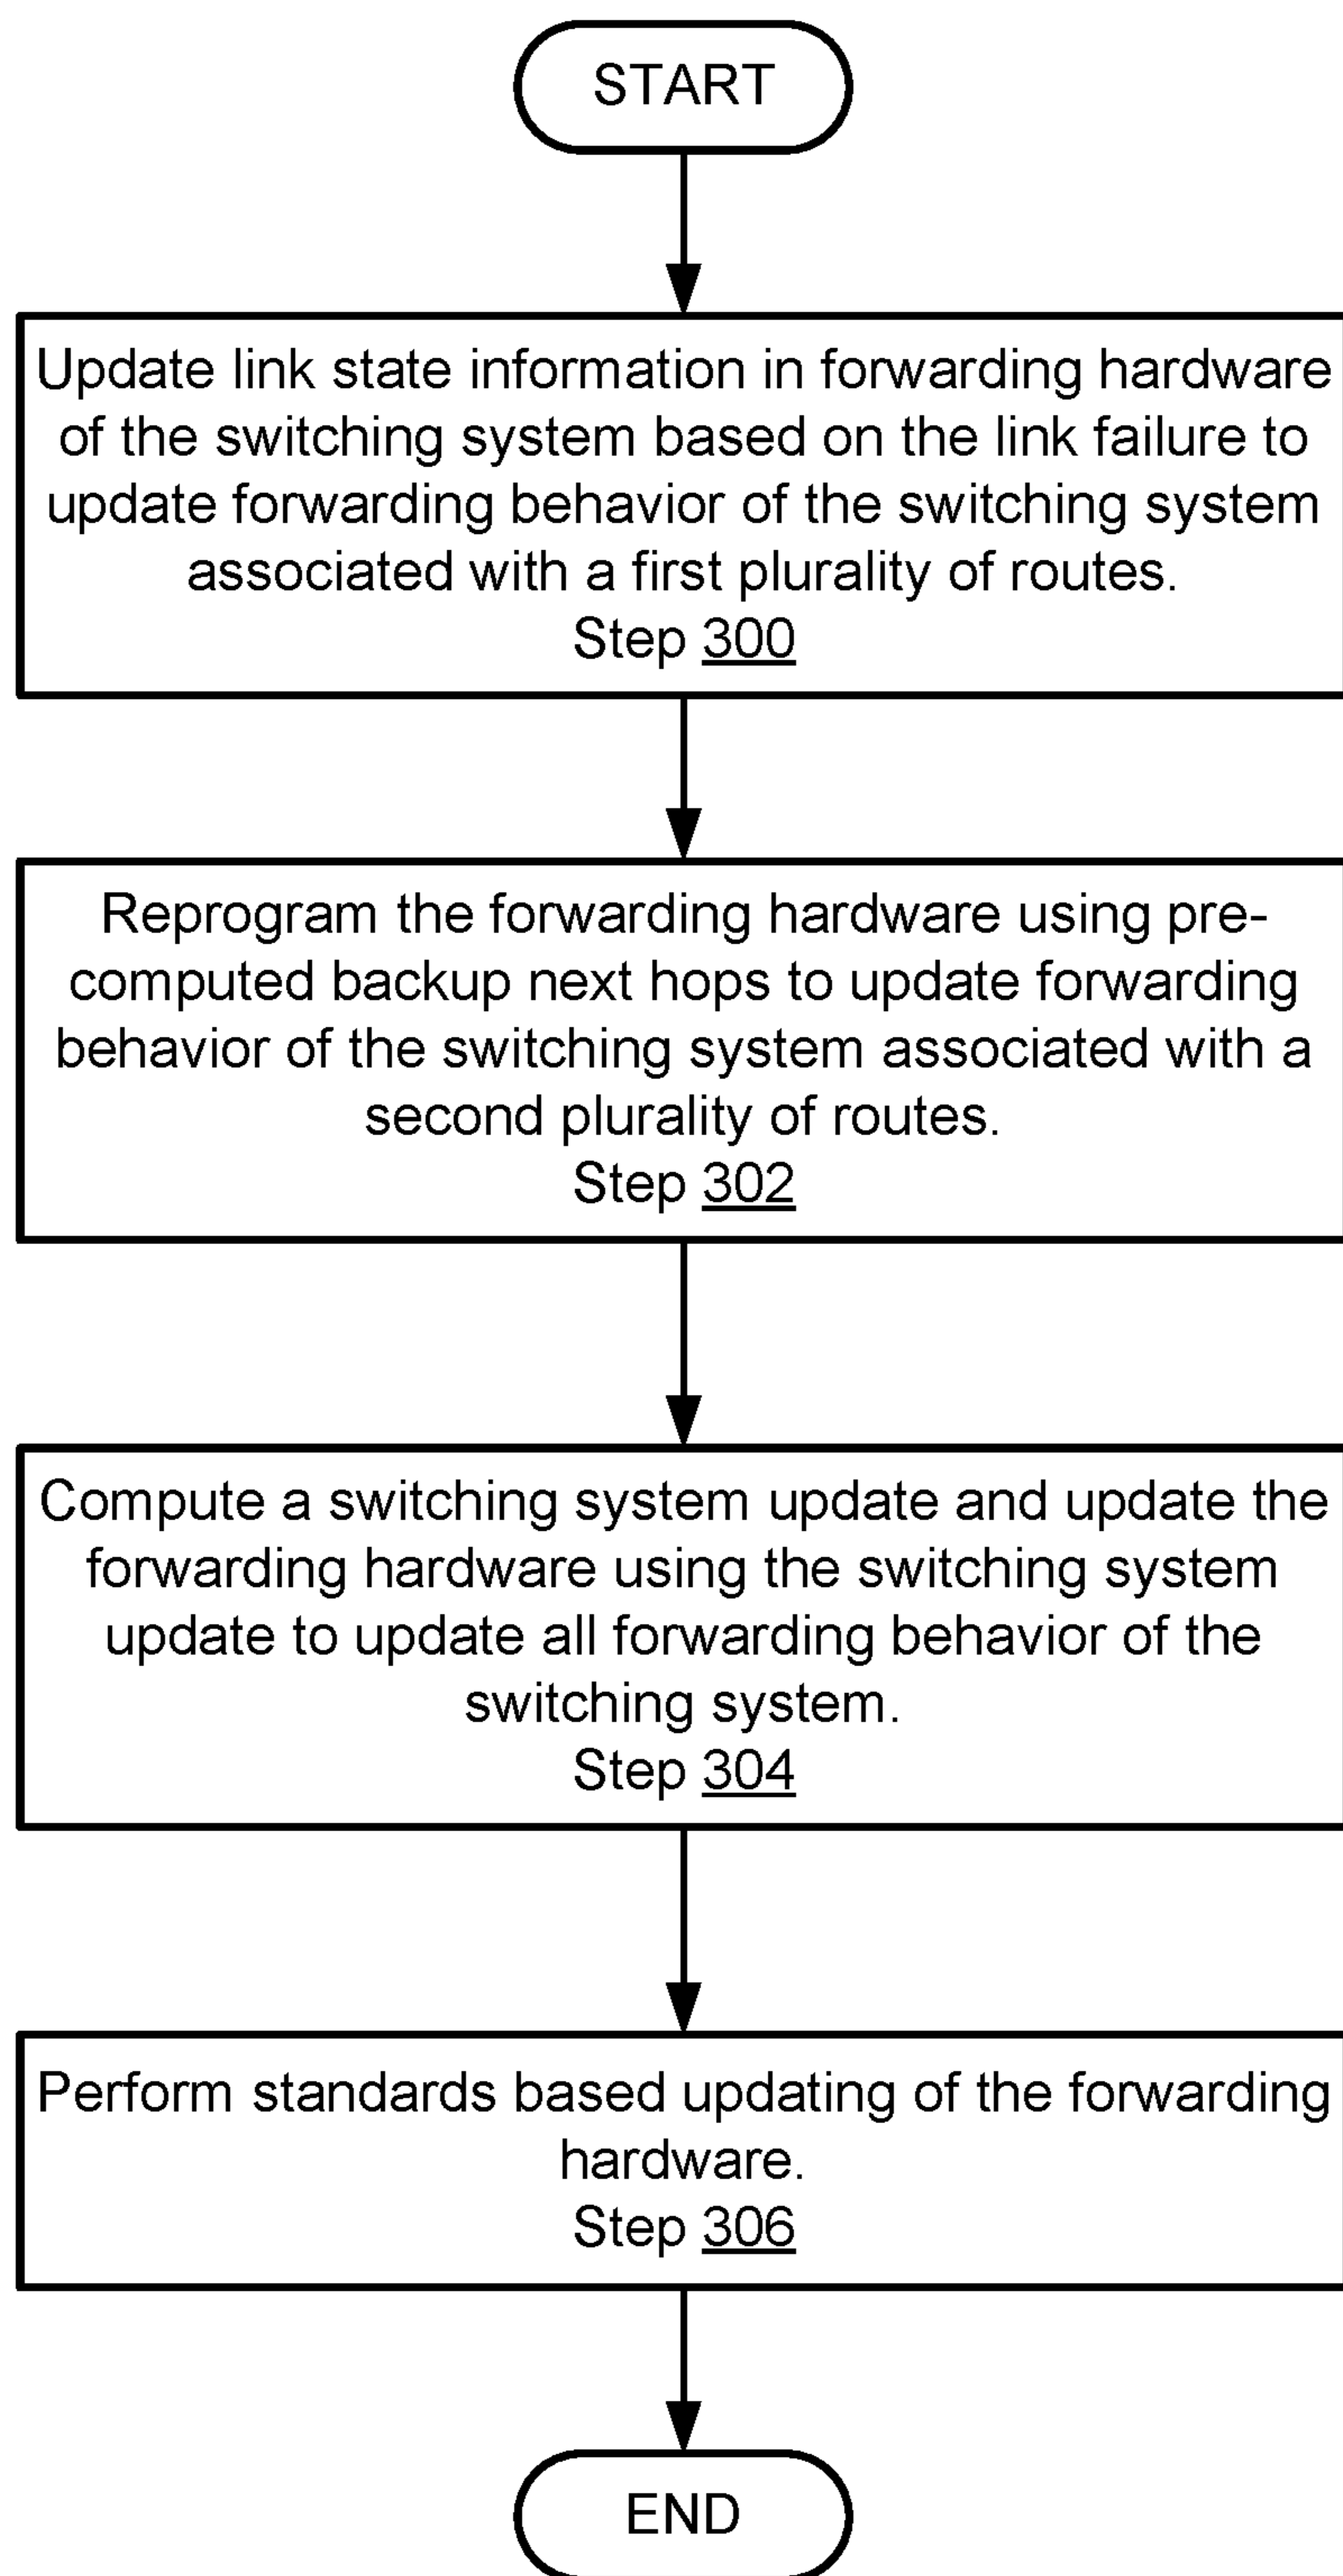 START
Update link state information in forwarding hardware
of the switching system based on the link failure to
update forwarding behavior of the switching system
associated with a first plurality of routes.
Step 300
Reprogram the forwarding hardware using pre-
computed backup next hops to update forwarding
behavior of the switching system associated with a
second plurality of routes.
Step 302
Compute a switching system update and update the
forwarding hardware using the switching system
update to update all forwarding behavior of the
switching system.
Step 304
Perform standards based updating of the forwarding
hardware.
Step 306
END